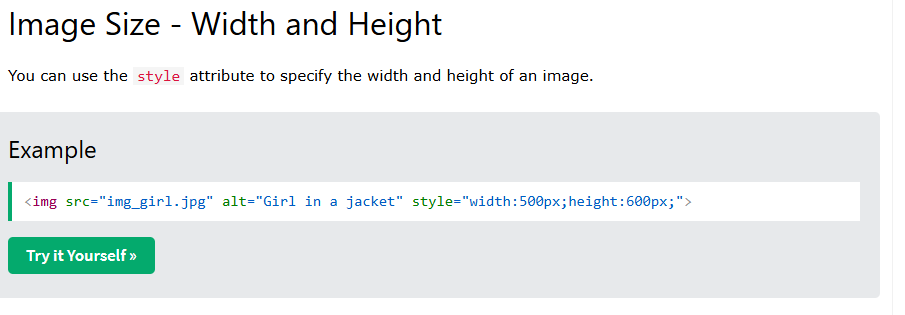 Image Size - Width and Height
You can use the style attribute to specify the width and height of an image.
Example
<img src="img_girl.jpg" alt="Girl in a jacket" style="width:500px;height:600px;">
Try it Yourself »